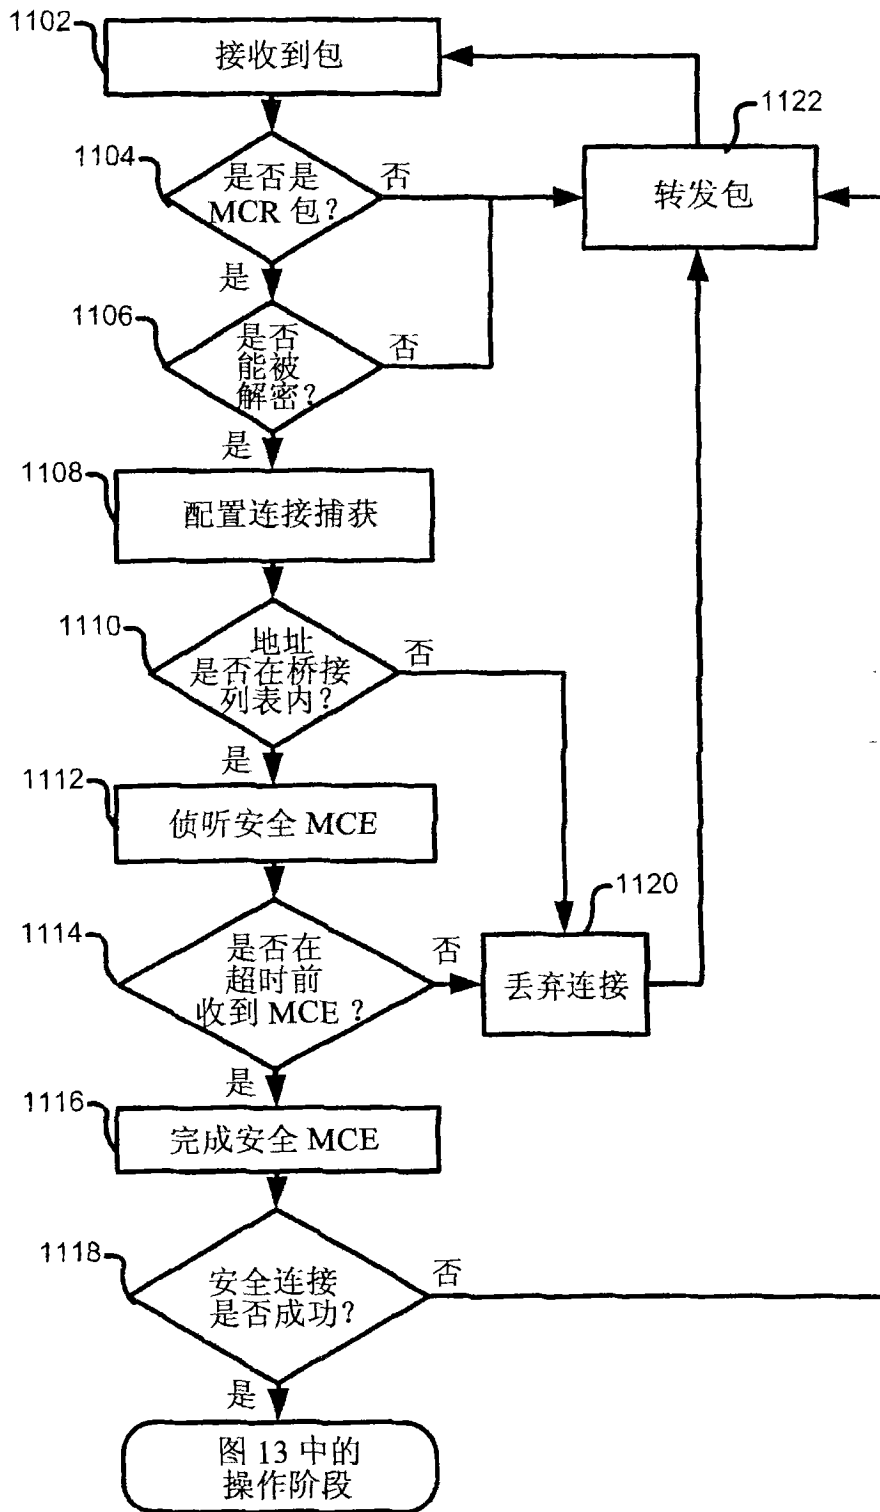 1102
接收到包
1122
转发包
1104
是否是
MCR 包?
否
是
1106
是否
能被
解密?
否
是
1108
配置连接捕获
1110
地址
是否在桥接
列表内?
否
是
1112
侦听安全 MCE
1114
是否在
超时前
收到 MCE ?
否
1120
丢弃连接
是
1116
完成安全 MCE
1118
安全连接
是否成功?
否
是
图 13 中的
操作阶段